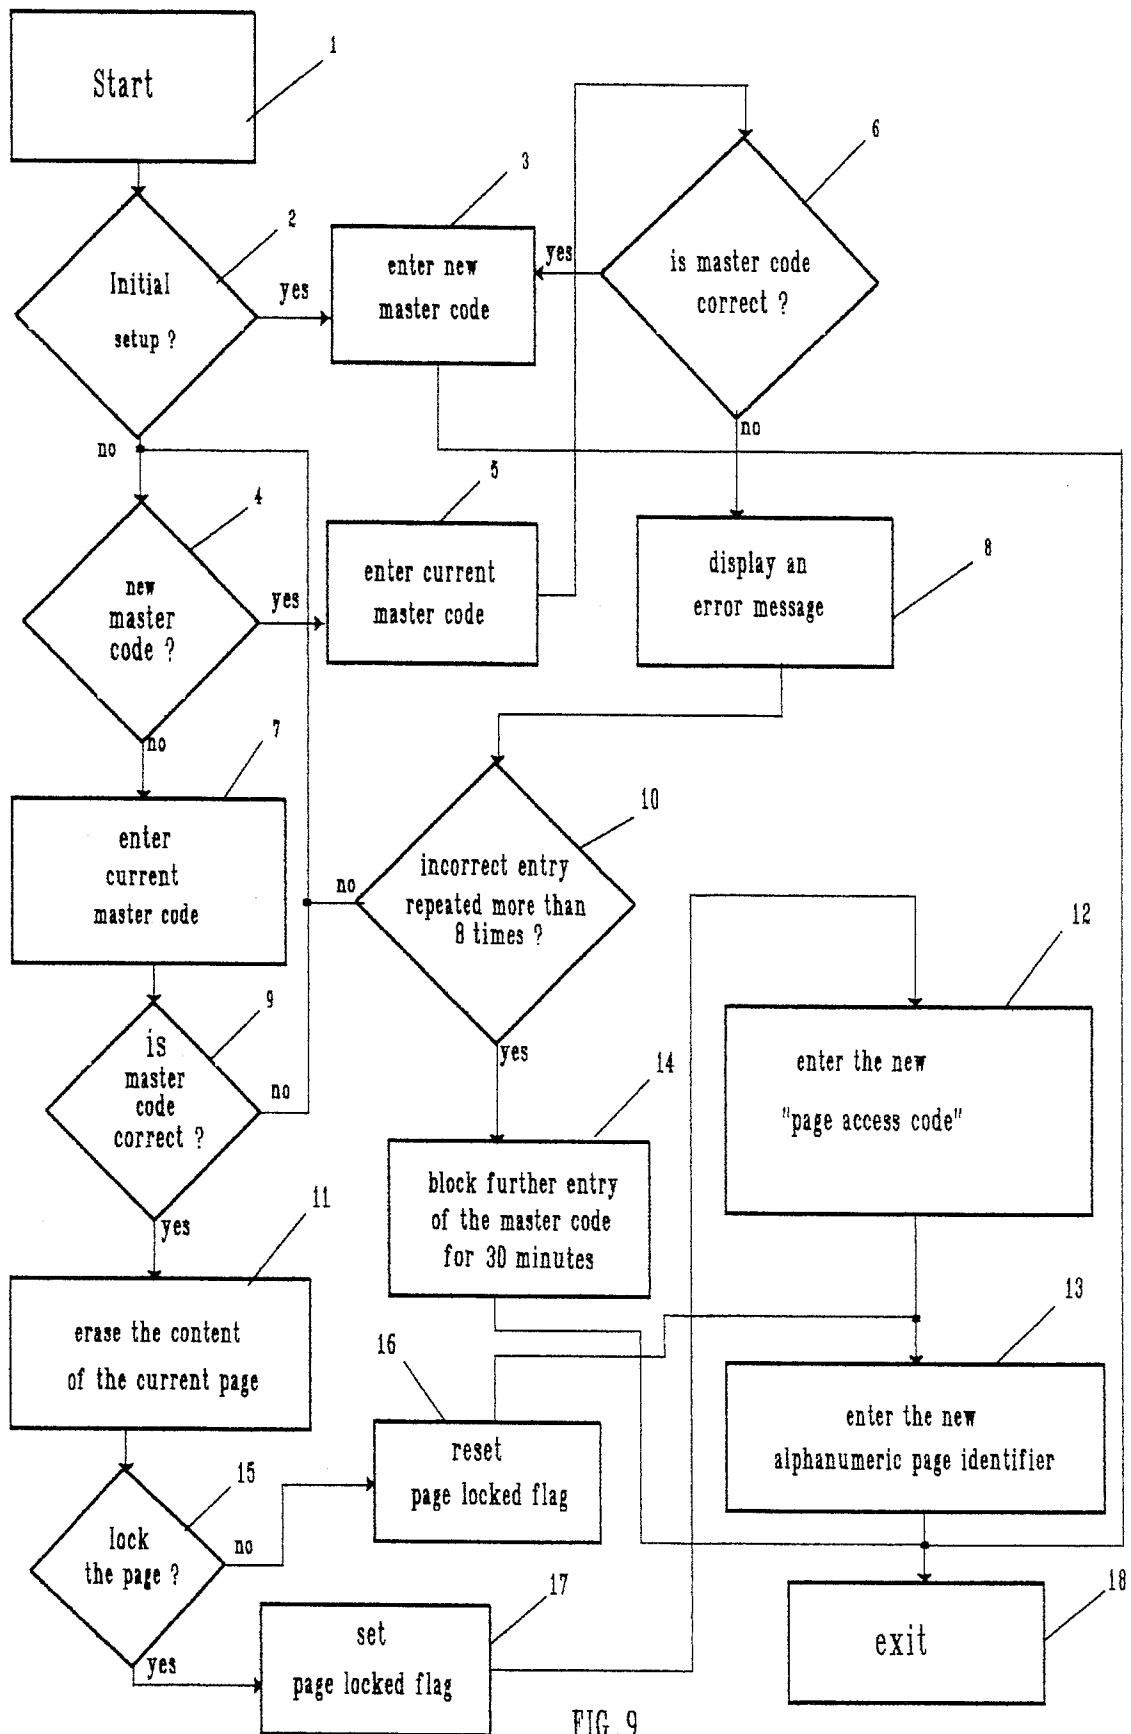 Start
1
Initial
setup ?
2
yes
no
enter new
master code
3
yes
is master code
correct ?
6
no
new
master
code ?
4
yes
no
enter current
master code
5
display an
error message
8
enter
current
master code
7
is
master
code
correct ?
9
no
yes
incorrect entry
repeated more than
8 times ?
10
no
yes
block further entry
of the master code
for 30 minutes
14
enter the new
"page access code"
12
erase the content
of the current page
11
enter the new
alphanumeric page identifier
13
lock
the page ?
15
no
yes
reset
page locked flag
16
set
page locked flag
17
exit
18
FIG. 9